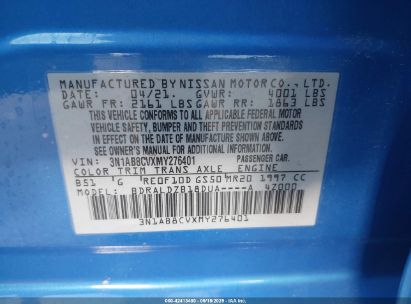 MANUFACTURED BY NISSAN MOTOR CO., LTD.
DATE: 04/21. GVWR: 4001 LBS
GAWR FR: 2161 LBS GAWR RR: 1863 LBS
THIS VEHICLE CONFORMS TO ALL APPLICABLE FEDERAL MOTOR VEHICLE
SAFETY, BUMPER, AND THEFT PREVENTION STANDARDS IN EFFECT ON THE
DATE OF MANUFACTURE SHOWN ABOVE.
SEE OWNER'S MANUAL FOR ADDITIONAL INFORMATION.
VIN: 3N1AB8CVXMY276401 PASSENGER CAR
COLOR TRIM TRANS AXLE ENGINE
B51 G RE0F10D GS50 MR20 1997 CC
MODEL: BDRALDZB18DUA----A 4Z000
3N1AB8CVXMY276401